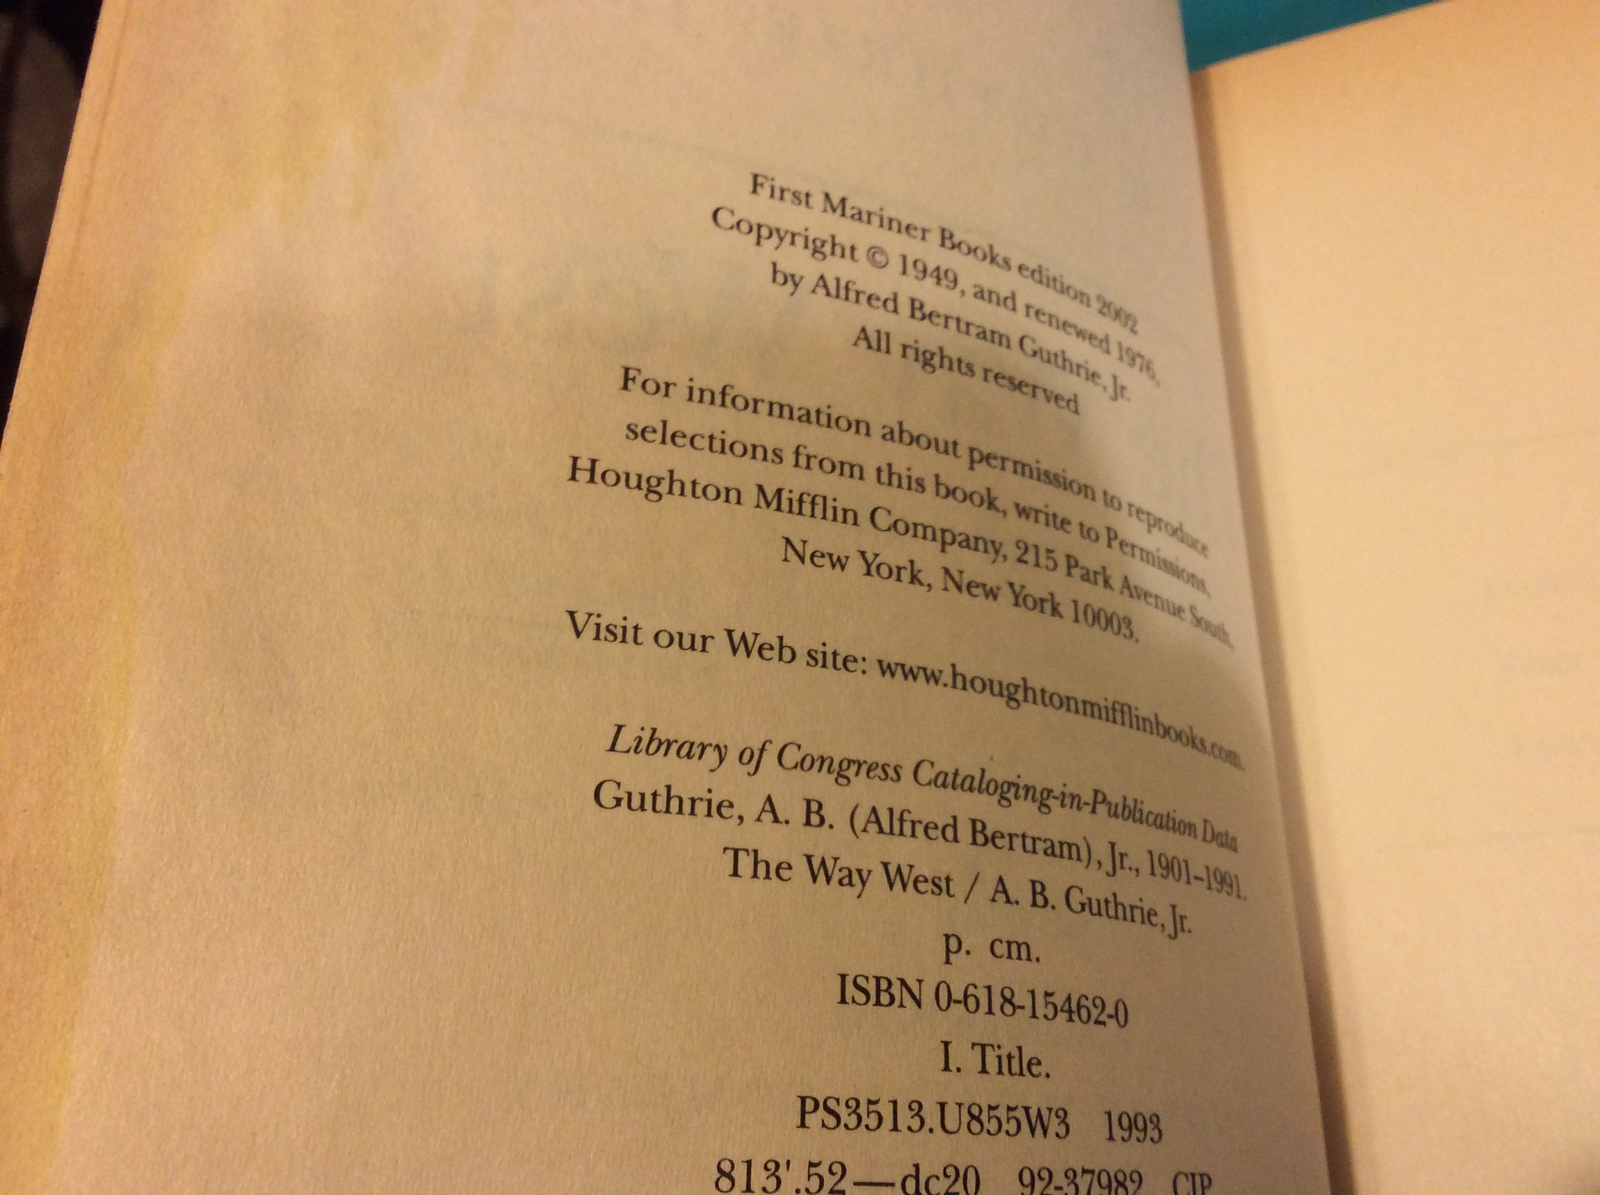 First Mariner Books edition 2002
Copyright © 1949, and renewed 1976,
by Alfred Bertram Guthrie, Jr.
All rights reserved
For information about permission to reproduce
selections from this book, write to Permissions,
Houghton Mifflin Company, 215 Park Avenue South,
New York, New York 10003.
Visit our Web site: www.houghtonmifflinbooks.com.
Library of Congress Cataloging-in-Publication Data
Guthrie, A. B. (Alfred Bertram), Jr., 1901–1991.
The Way West / A. B. Guthrie, Jr.
p. cm.
ISBN 0-618-15462-0
I. Title.
PS3513.U855W3 1993
813'.52—dc20 92-37982 CIP